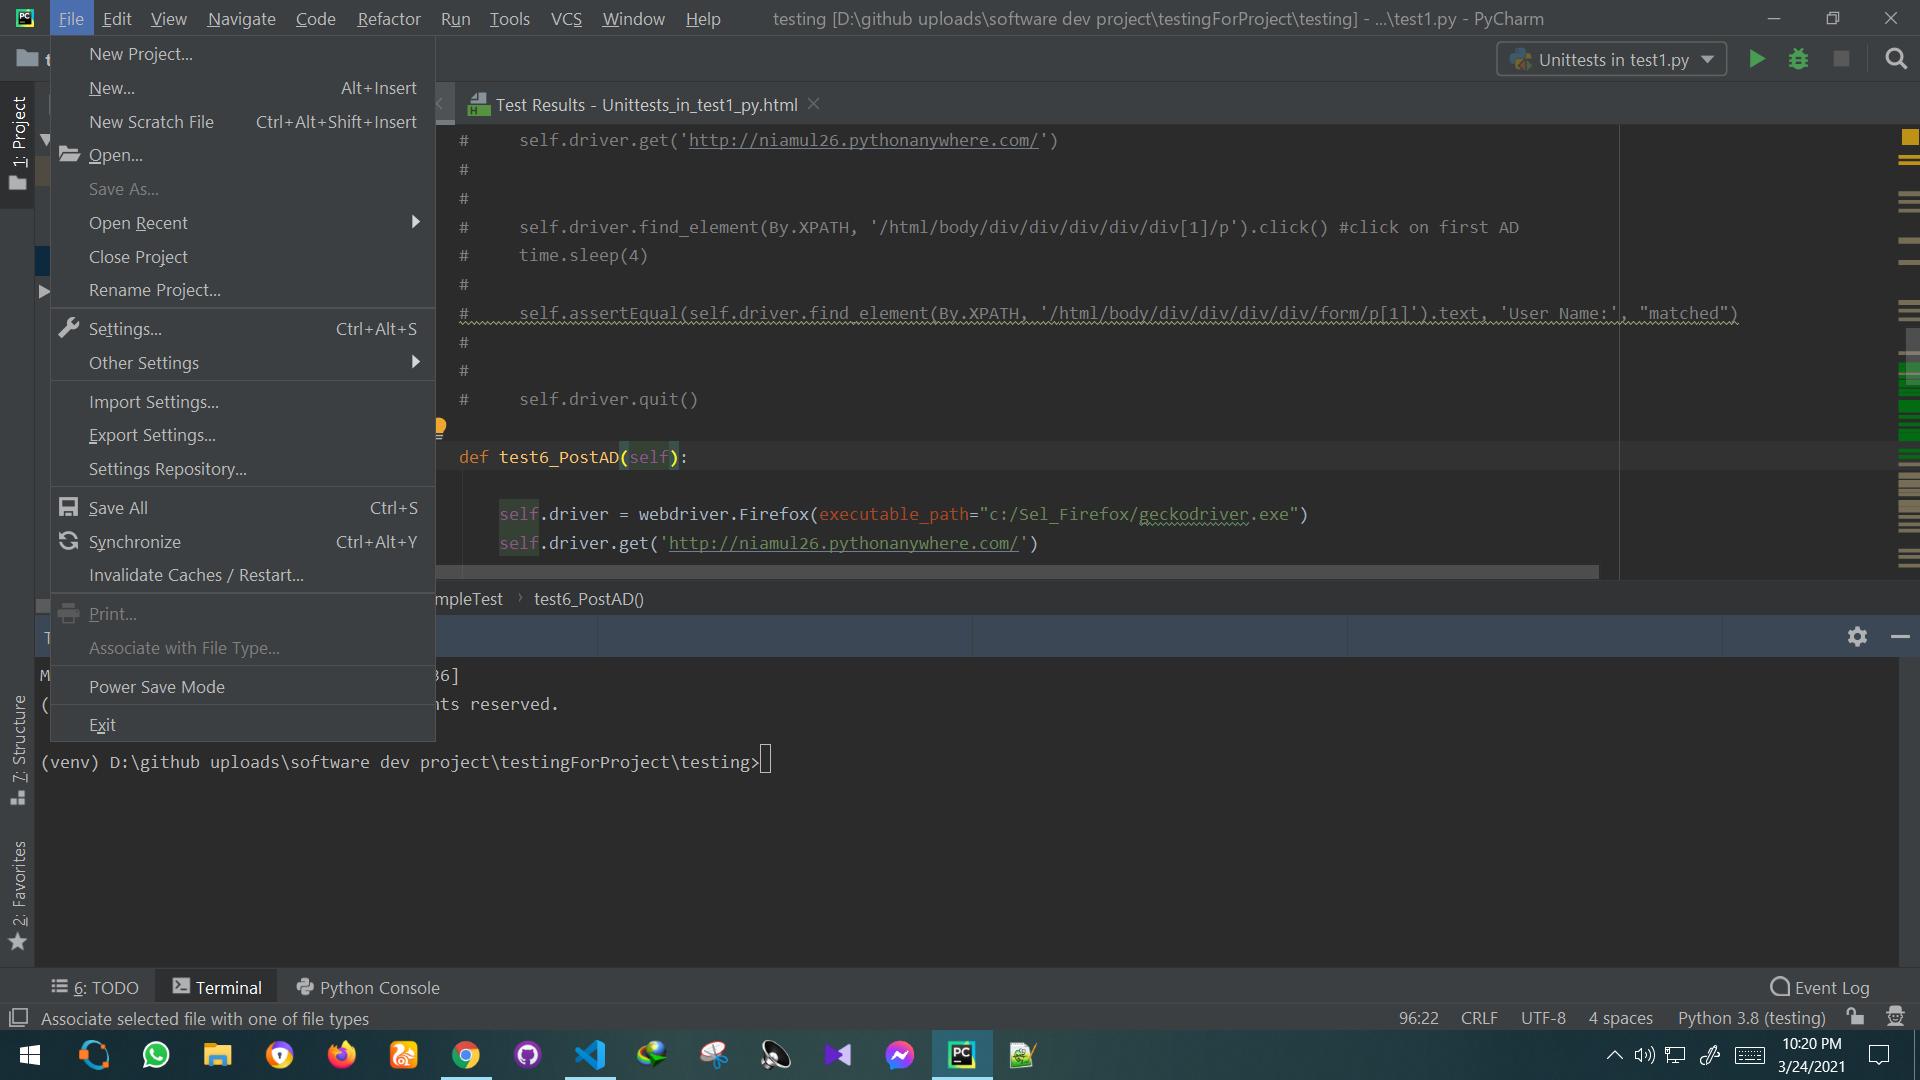 File Edit View Navigate Code Refactor Run Tools VCS Window Help testing [D:\github uploads\software dev project\testingForProject\testing] - ...\test1.py - PyCharm
Unittests in test1.py
New Project...
New... Alt+Insert
New Scratch File Ctrl+Alt+Shift+Insert
Open...
Save As...
Open Recent
Close Project
Rename Project...
Settings... Ctrl+Alt+S
Other Settings
Import Settings...
Export Settings...
Settings Repository...
Save All Ctrl+S
Synchronize Ctrl+Alt+Y
Invalidate Caches / Restart...
Print...
Associate with File Type...
Power Save Mode
Exit
1: Project
7: Structure
2: Favorites
Test Results - Unittests_in_test1_py.html
# self.driver.get('http://niamul26.pythonanywhere.com/')
#
#
# self.driver.find_element(By.XPATH, '/html/body/div/div/div/div/div[1]/p').click() #click on first AD
# time.sleep(4)
#
# self.assertEqual(self.driver.find_element(By.XPATH, '/html/body/div/div/div/div/form/p[1]').text, 'User Name:', "matched")
#
#
# self.driver.quit()
def test6_PostAD(self):
self.driver = webdriver.Firefox(executable_path="c:/Sel_Firefox/geckodriver.exe")
self.driver.get('http://niamul26.pythonanywhere.com/')
mpleTest › test6_PostAD()
36]
nts reserved.
(venv) D:\github uploads\software dev project\testingForProject\testing>
6: TODO Terminal Python Console Event Log
Associate selected file with one of file types 96:22 CRLF UTF-8 4 spaces Python 3.8 (testing)
10:20 PM
3/24/2021